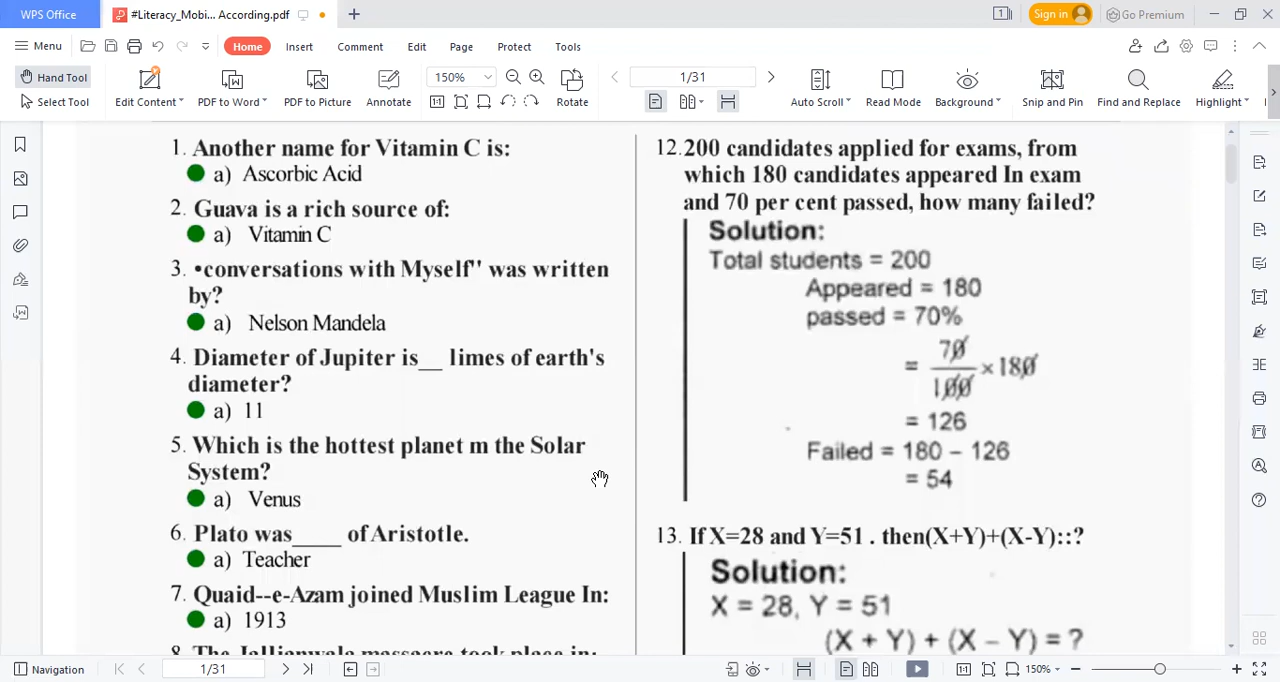 WPS Office
#Literacy_Mobi... According.pdf
Sign in
Go Premium
Menu
Home
Insert
Comment
Edit
Page
Protect
Tools
Hand Tool
Select Tool
Edit Content
PDF to Word
PDF to Picture
Annotate
150%
Rotate
1/31
Auto Scroll
Read Mode
Background
Snip and Pin
Find and Replace
Highlight
1. Another name for Vitamin C is:
a) Ascorbic Acid
2. Guava is a rich source of:
a) Vitamin C
3. •conversations with Myself" was written
by?
a) Nelson Mandela
4. Diameter of Jupiter is__ limes of earth's
diameter?
a) 11
5. Which is the hottest planet m the Solar
System?
a) Venus
6. Plato was____ of Aristotle.
a) Teacher
7. Quaid--e-Azam joined Muslim League In:
a) 1913
8. The Jallianwala massacre took place in:
12. 200 candidates applied for exams, from
which 180 candidates appeared In exam
and 70 per cent passed, how many failed?
Solution:
Total students = 200
Appeared = 180
passed = 70%
= 70/100 × 180
= 126
Failed = 180 – 126
= 54
13. If X=28 and Y=51 . then(X+Y)+(X-Y)::?
Solution:
X = 28, Y = 51
(X + Y) + (X – Y) = ?
Navigation
1/31
150%